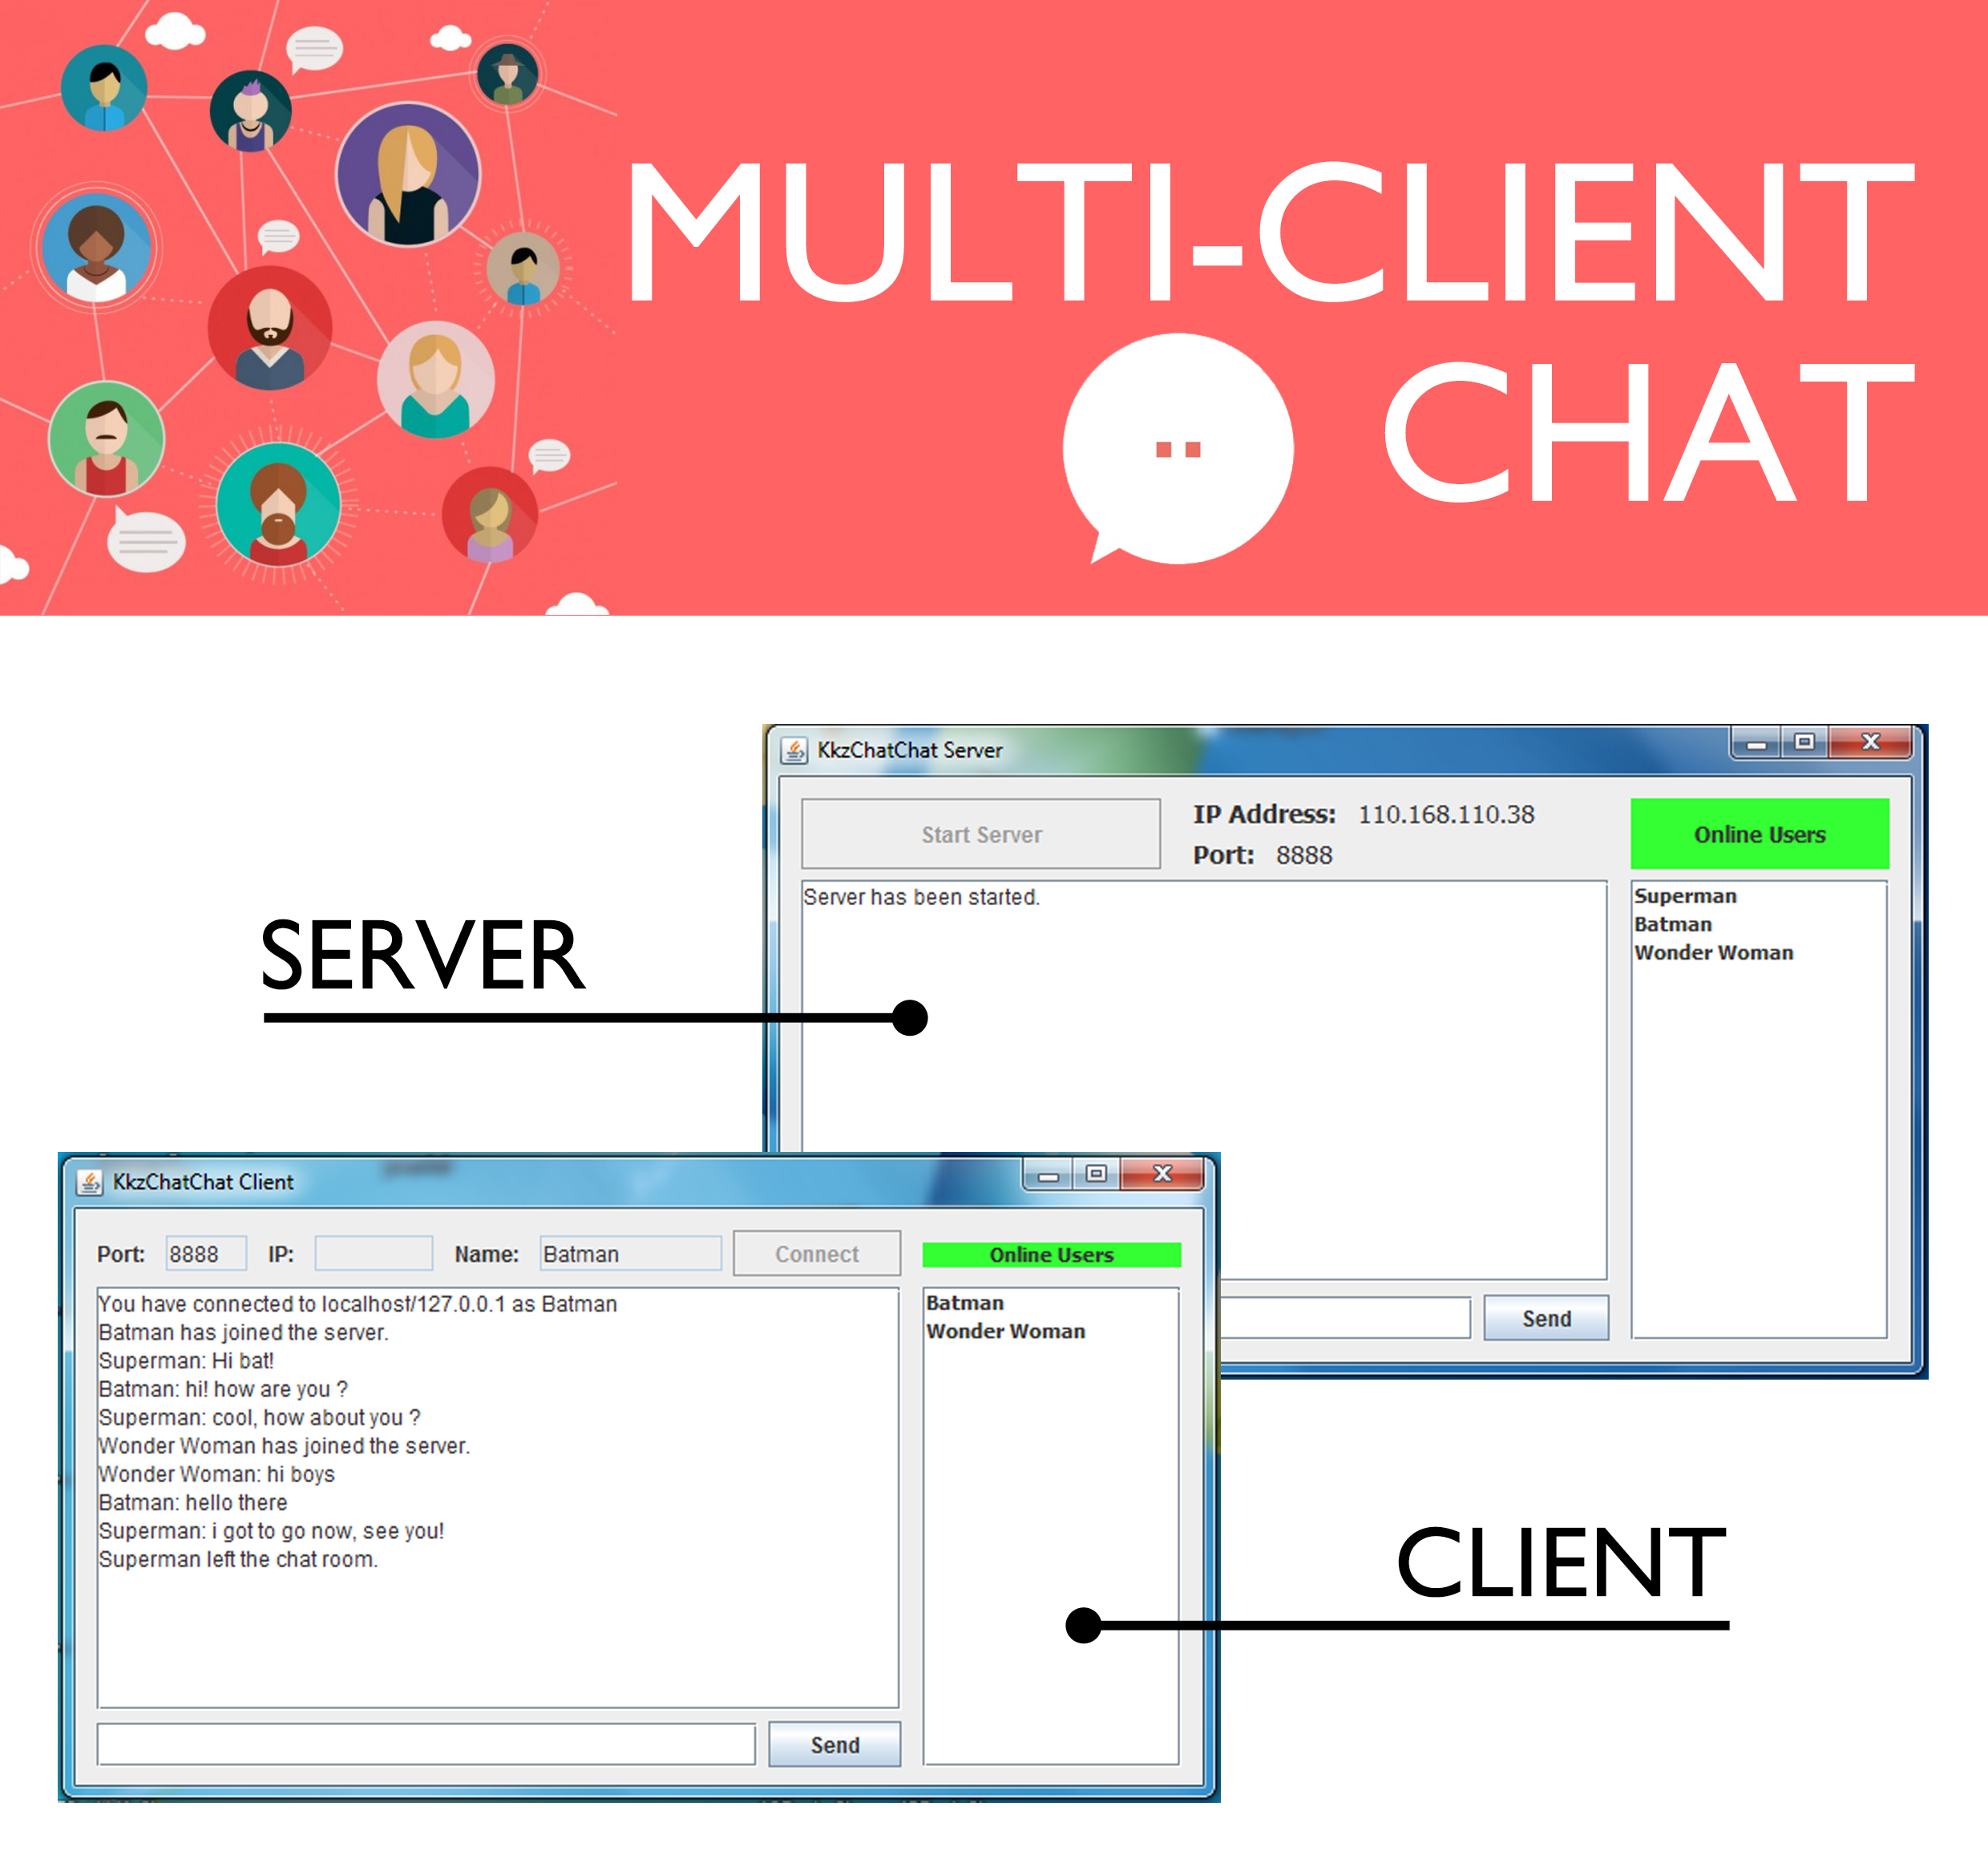 MULTI-CLIENT
CHAT
KkzChatChat Server
Start Server
IP Address: 110.168.110.38
Port: 8888
Online Users
Server has been started.
Superman
Batman
Wonder Woman
Send
SERVER
KkzChatChat Client
Port: 8888 IP: Name: Batman Connect
Online Users
You have connected to localhost/127.0.0.1 as Batman
Batman has joined the server.
Superman: Hi bat!
Batman: hi! how are you ?
Superman: cool, how about you ?
Wonder Woman has joined the server.
Wonder Woman: hi boys
Batman: hello there
Superman: i got to go now, see you!
Superman left the chat room.
Batman
Wonder Woman
Send
CLIENT